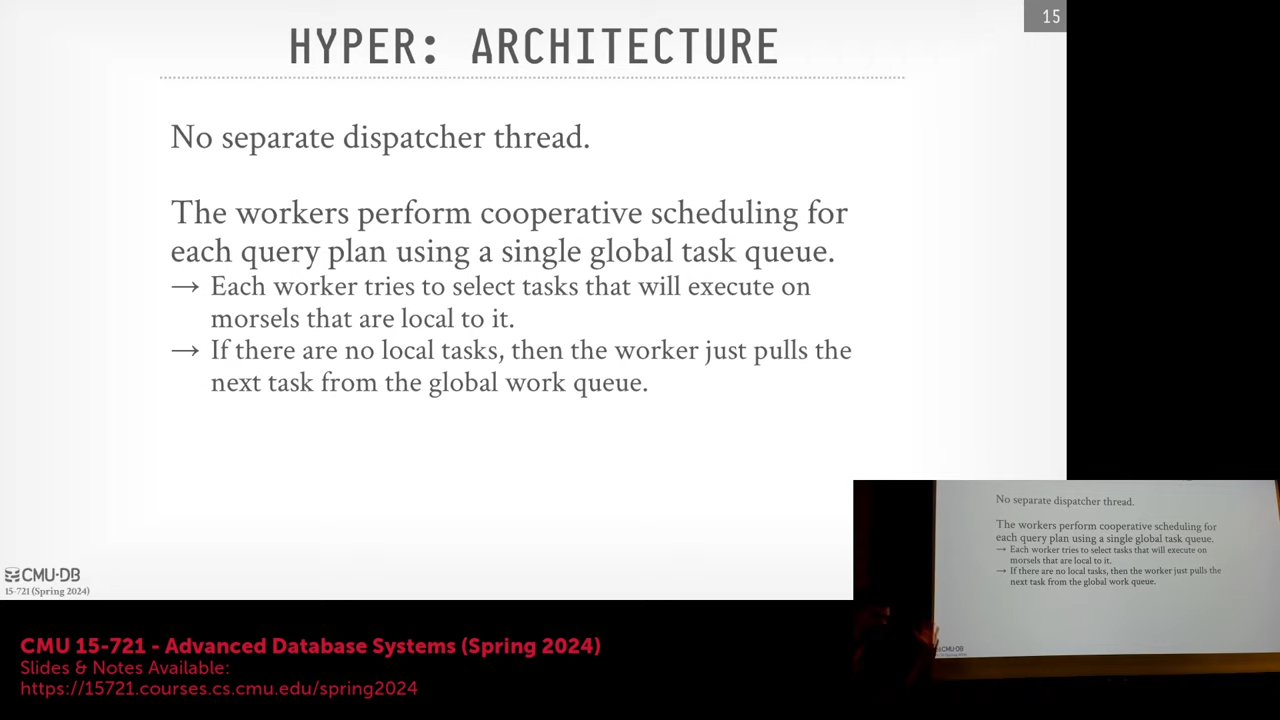 15
HYPER: ARCHITECTURE
No separate dispatcher thread.
The workers perform cooperative scheduling for
each query plan using a single global task queue.
→ Each worker tries to select tasks that will execute on
morsels that are local to it.
→ If there are no local tasks, then the worker just pulls the
next task from the global work queue.
CMU·DB
15-721 (Spring 2024)
No separate dispatcher thread.
The workers perform cooperative scheduling for
each query plan using a single global task queue.
→ Each worker tries to select tasks that will execute on
morsels that are local to it.
→ If there are no local tasks, then the worker just pulls the
next task from the global work queue.
CMU·DB
CMU 15-721 - Advanced Database Systems (Spring 2024)
Slides & Notes Available:
https://15721.courses.cs.cmu.edu/spring2024